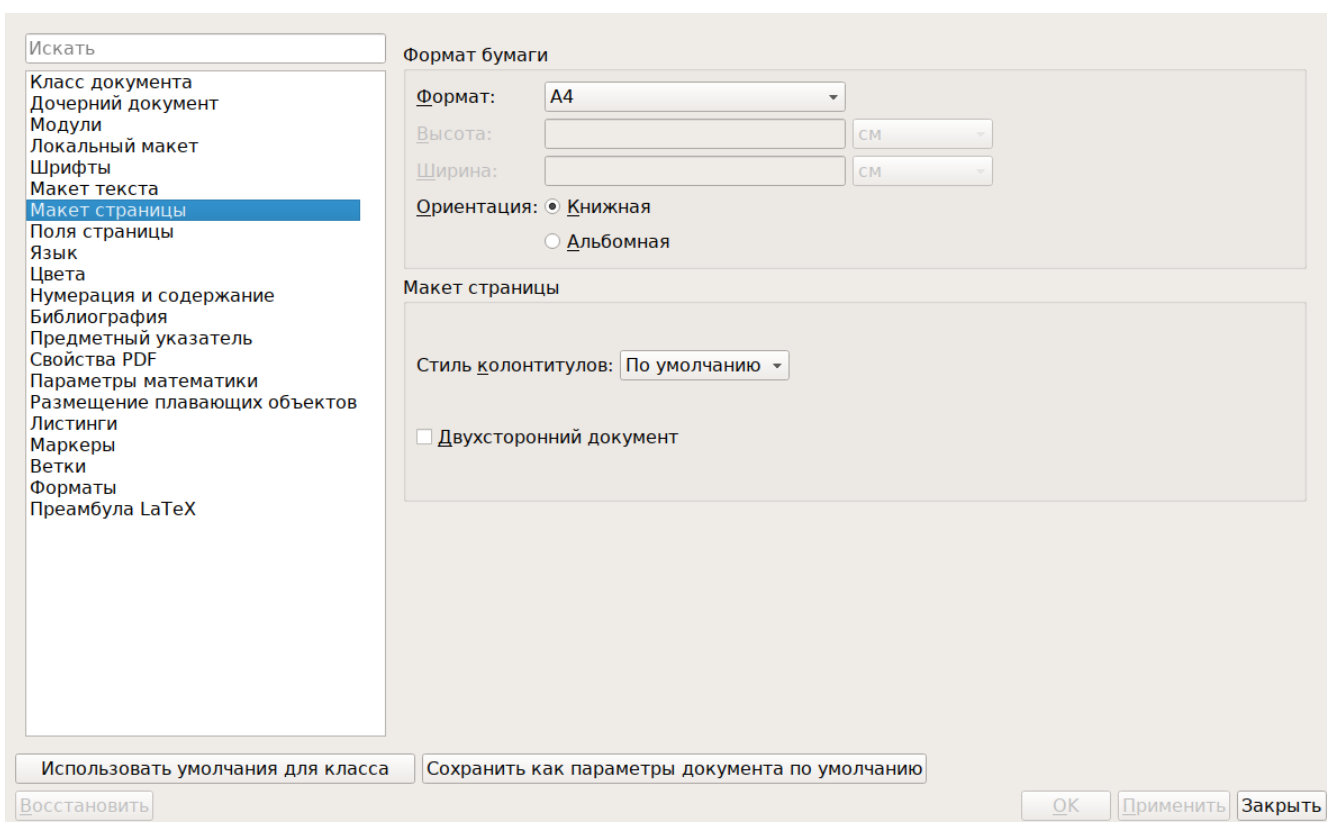 Искать
Класс документа
Дочерний документ
Модули
Локальный макет
Шрифты
Макет текста
Макет страницы
Поля страницы
Язык
Цвета
Нумерация и содержание
Библиография
Предметный указатель
Свойства PDF
Параметры математики
Размещение плавающих объектов
Листинги
Маркеры
Ветки
Форматы
Преамбула LaTeX
Формат бумаги
Формат: A4
Высота: см
Ширина: см
Ориентация: Книжная
Альбомная
Макет страницы
Стиль колонтитулов: По умолчанию
Двухсторонний документ
Использовать умолчания для класса Сохранить как параметры документа по умолчанию
Восстановить OK Применить Закрыть